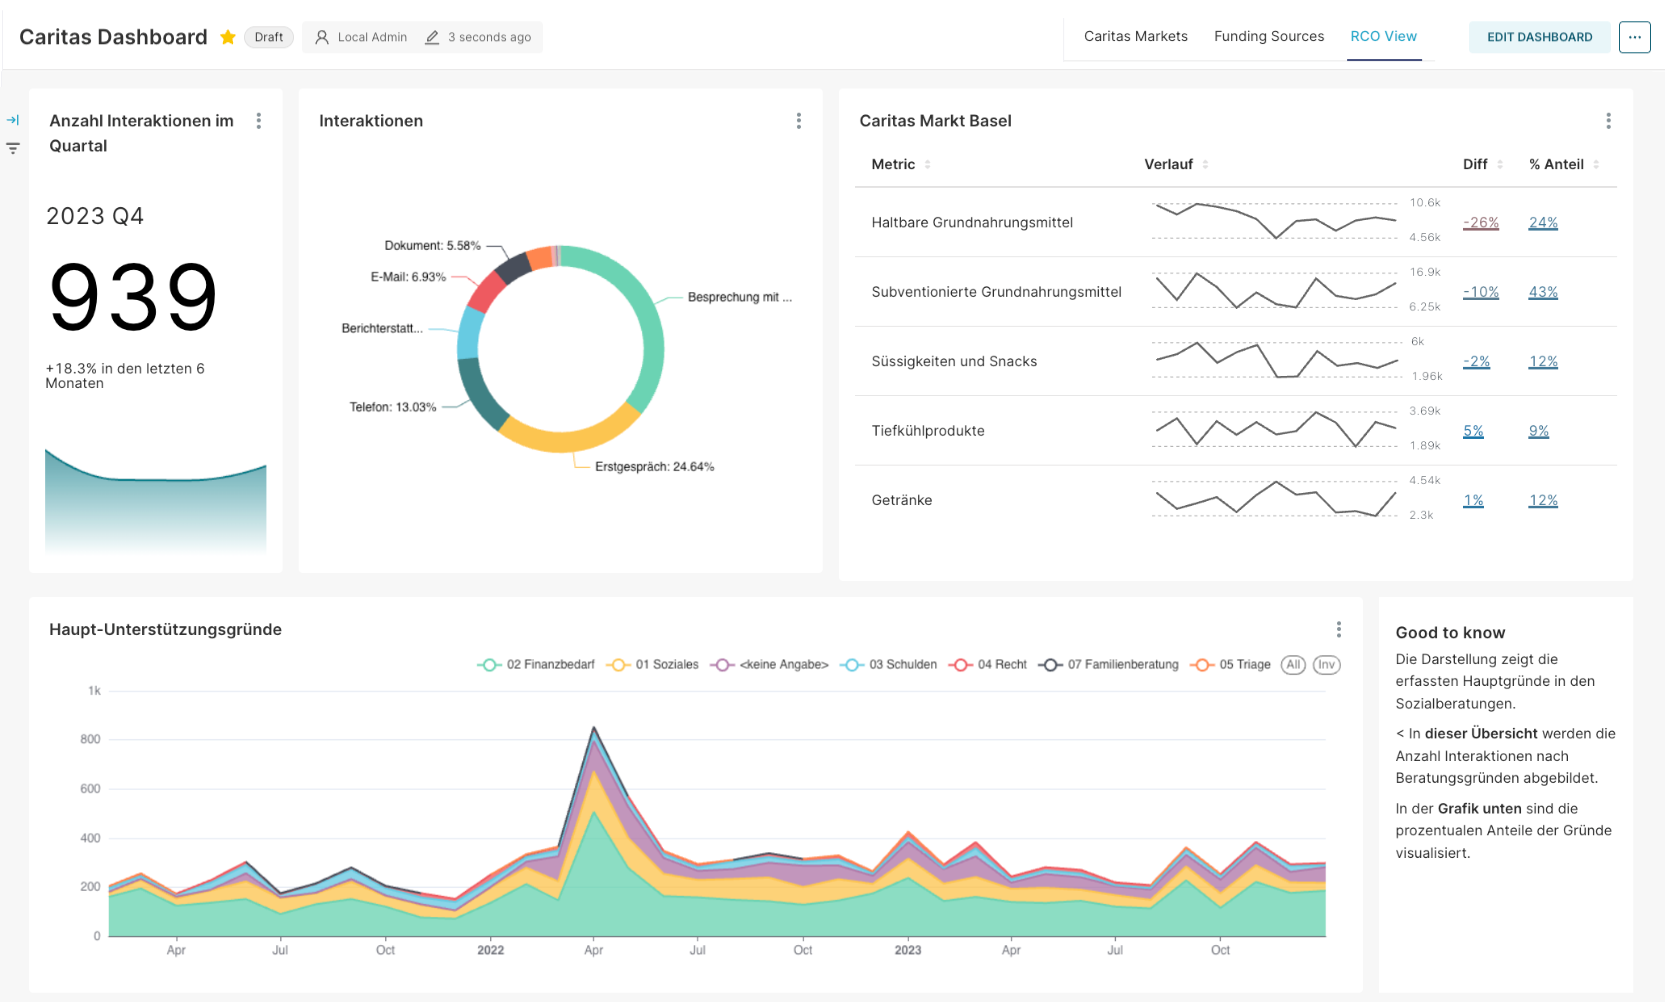 Caritas Dashboard
Draft
Local Admin
3 seconds ago
Caritas Markets
Funding Sources
RCO View
EDIT DASHBOARD
...
Anzahl Interaktionen im
Quartal
2023 Q4
939
+18.3% in den letzten 6
Monaten
Interaktionen
Dokument: 5.58%
E-Mail: 6.93%
Besprechung mit ...
Berichterstatt...
Telefon: 13.03%
Erstgespräch: 24.64%
Caritas Markt Basel
Metric Verlauf Diff % Anteil
Haltbare Grundnahrungsmittel 10.6k 4.56k -26% 24%
Subventionierte Grundnahrungsmittel 16.9k 6.25k -10% 43%
Süssigkeiten und Snacks 6k 1.96k -2% 12%
Tiefkühlprodukte 3.69k 1.89k 5% 9%
Getränke 4.54k 2.3k 1% 12%
Haupt-Unterstützungsgründe
02 Finanzbedarf 01 Soziales <keine Angabe> 03 Schulden 04 Recht 07 Familienberatung 05 Triage All Inv
1k
800
600
400
200
0
Apr Jul Oct 2022 Apr Jul Oct 2023 Apr Jul Oct
Good to know
Die Darstellung zeigt die
erfassten Hauptgründe in den
Sozialberatungen.
< In dieser Übersicht werden die
Anzahl Interaktionen nach
Beratungsgründen abgebildet.
In der Grafik unten sind die
prozentualen Anteile der Gründe
visualisiert.